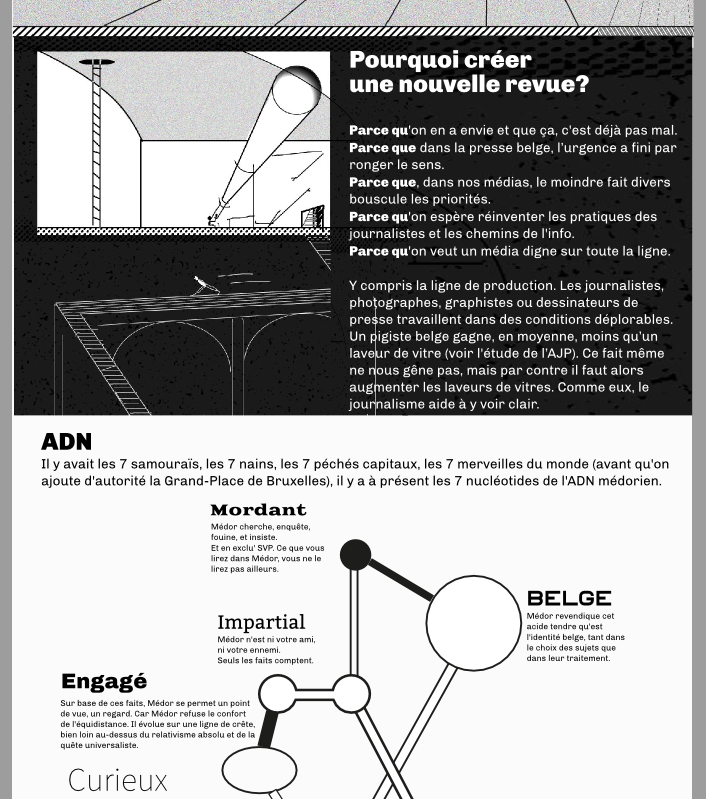 Pourquoi créer
une nouvelle revue?
Parce qu'on en a envie et que ça, c'est déjà pas mal.
Parce que dans la presse belge, l'urgence a fini par
ronger le sens.
Parce que, dans nos médias, le moindre fait divers
bouscule les priorités.
Parce qu'on espère réinventer les pratiques des
journalistes et les chemins de l'info.
Parce qu'on veut un média digne sur toute la ligne.
Y compris la ligne de production. Les journalistes,
photographes, graphistes ou dessinateurs de
presse travaillent dans des conditions déplorables.
Un pigiste belge gagne, en moyenne, moins qu'un
laveur de vitre (voir l'étude de l'AJP). Ce fait même
ne nous gêne pas, mais par contre il faut alors
augmenter les laveurs de vitres. Comme eux, le
journalisme aide à y voir clair.
ADN
Il y avait les 7 samouraïs, les 7 nains, les 7 péchés capitaux, les 7 merveilles du monde (avant qu'on
ajoute d'autorité la Grand-Place de Bruxelles), il y a à présent les 7 nucléotides de l'ADN médorien.
Mordant
Médor cherche, enquête,
fouine, et insiste.
Et en exclu' SVP. Ce que vous
lirez dans Médor, vous ne le
lirez pas ailleurs.
BELGE
Médor revendique cet
acide tendre qu'est
l'identité belge, tant dans
le choix des sujets que
dans leur traitement.
Impartial
Médor n'est ni votre ami,
ni votre ennemi.
Seuls les faits comptent.
Engagé
Sur base de ces faits, Médor se permet un point
de vue, un regard. Car Médor refuse le confort
de l'équidistance. Il évolue sur une ligne de crête,
bien loin au-dessus du relativisme absolu et de la
quête universaliste.
Curieux